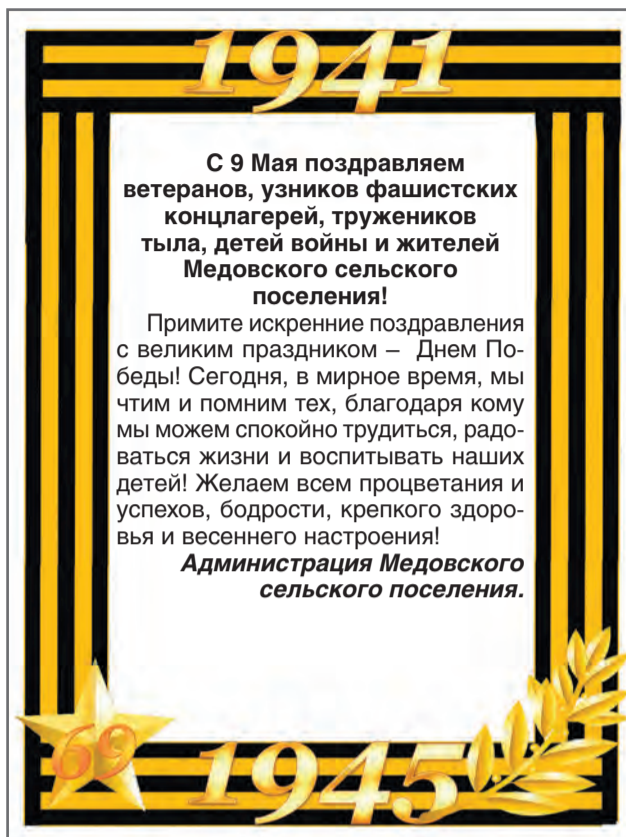 1941
С 9 Мая поздравляем
ветеранов, узников фашистских
концлагерей, тружеников
тыла, детей войны и жителей
Медовского сельского
поселения!
Примите искренние поздравления
с великим праздником – Днем По-
беды! Сегодня, в мирное время, мы
чтим и помним тех, благодаря кому
мы можем спокойно трудиться, радо-
ваться жизни и воспитывать наших
детей! Желаем всем процветания и
успехов, бодрости, крепкого здоро-
вья и весеннего настроения!
Администрация Медовского
сельского поселения.
69
1945